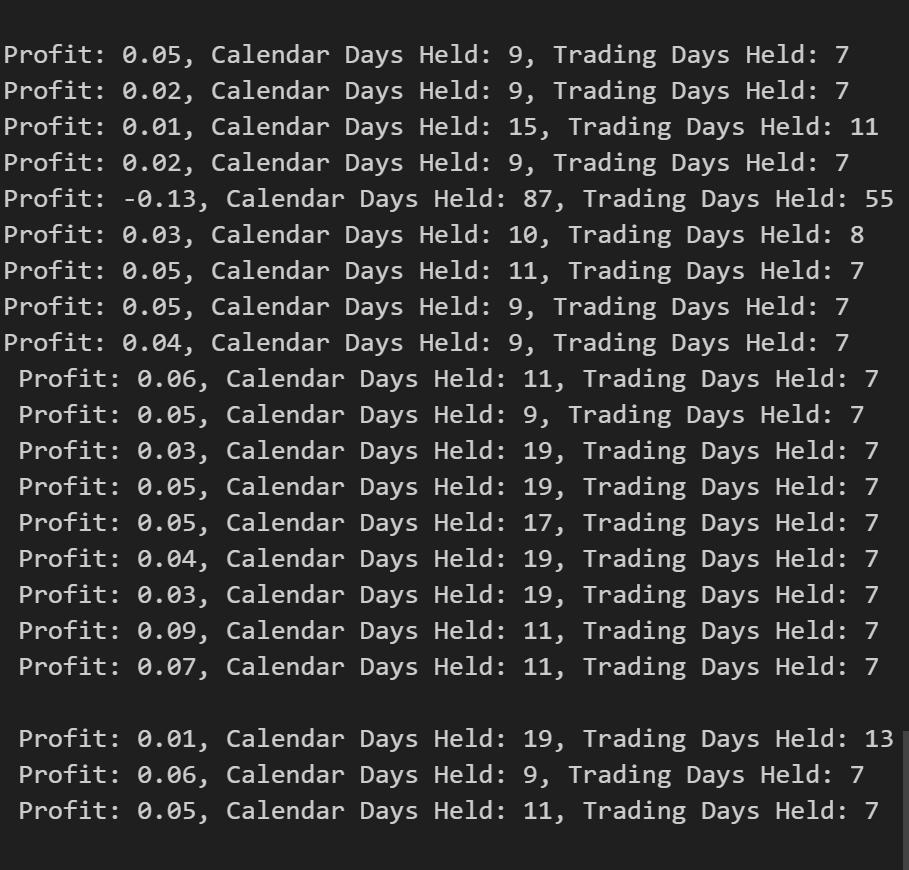 Profit: 0.05, Calendar Days Held: 9, Trading Days Held: 7
Profit: 0.02, Calendar Days Held: 9, Trading Days Held: 7
Profit: 0.01, Calendar Days Held: 15, Trading Days Held: 11
Profit: 0.02, Calendar Days Held: 9, Trading Days Held: 7
Profit: -0.13, Calendar Days Held: 87, Trading Days Held: 55
Profit: 0.03, Calendar Days Held: 10, Trading Days Held: 8
Profit: 0.05, Calendar Days Held: 11, Trading Days Held: 7
Profit: 0.05, Calendar Days Held: 9, Trading Days Held: 7
Profit: 0.04, Calendar Days Held: 9, Trading Days Held: 7
Profit: 0.06, Calendar Days Held: 11, Trading Days Held: 7
Profit: 0.05, Calendar Days Held: 9, Trading Days Held: 7
Profit: 0.03, Calendar Days Held: 19, Trading Days Held: 7
Profit: 0.05, Calendar Days Held: 19, Trading Days Held: 7
Profit: 0.05, Calendar Days Held: 17, Trading Days Held: 7
Profit: 0.04, Calendar Days Held: 19, Trading Days Held: 7
Profit: 0.03, Calendar Days Held: 19, Trading Days Held: 7
Profit: 0.09, Calendar Days Held: 11, Trading Days Held: 7
Profit: 0.07, Calendar Days Held: 11, Trading Days Held: 7
Profit: 0.01, Calendar Days Held: 19, Trading Days Held: 13
Profit: 0.06, Calendar Days Held: 9, Trading Days Held: 7
Profit: 0.05, Calendar Days Held: 11, Trading Days Held: 7